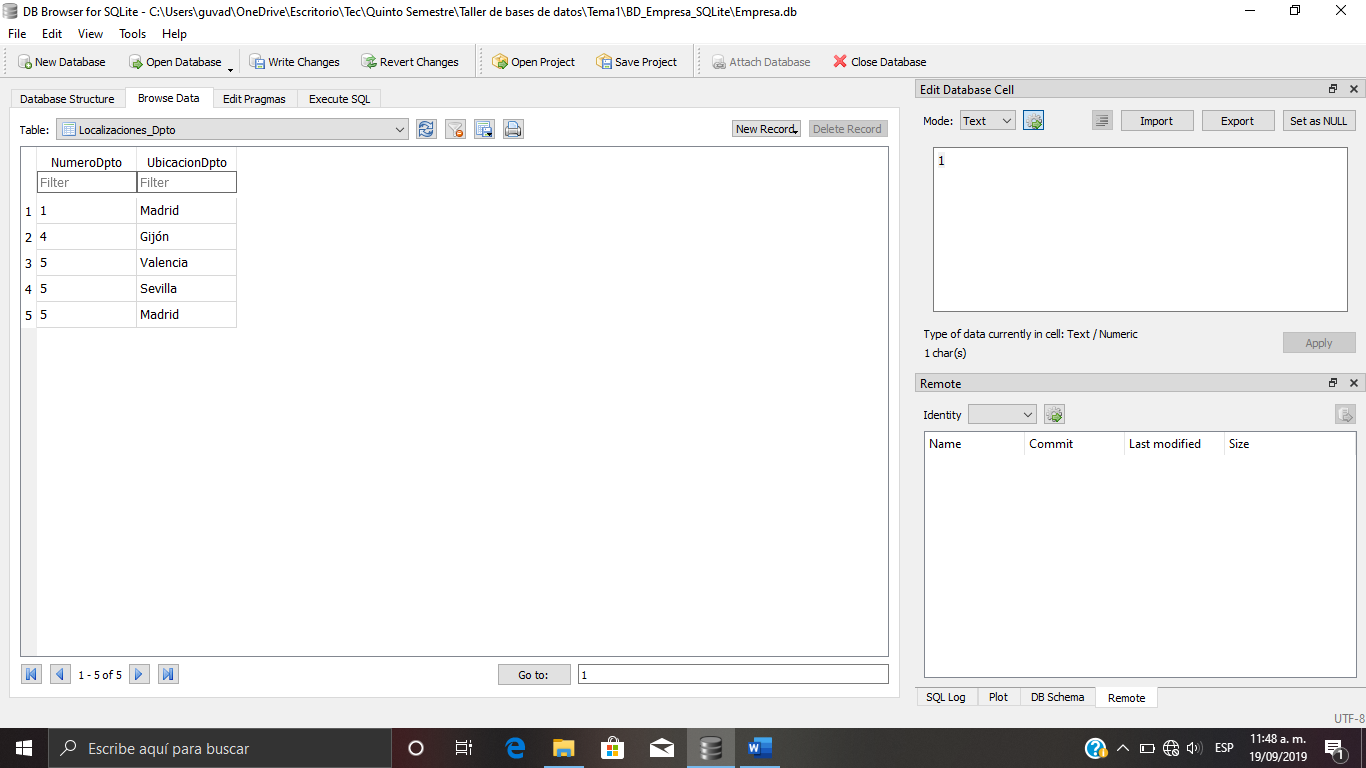 DB Browser for SQLite - C:\Users\guvad\OneDrive\Escritorio\Tec\Quinto Semestre\Taller de bases de datos\Tema1\BD_Empresa_SQLite\Empresa.db
File Edit View Tools Help
New Database Open Database Write Changes Revert Changes Open Project Save Project Attach Database Close Database
Database Structure Browse Data Edit Pragmas Execute SQL
Table: Localizaciones_Dpto New Record Delete Record
NumeroDpto UbicacionDpto
Filter Filter
1 1 Madrid
2 4 Gijón
3 5 Valencia
4 5 Sevilla
5 5 Madrid
1 - 5 of 5 Go to: 1
Edit Database Cell
Mode: Text Import Export Set as NULL
1
Type of data currently in cell: Text / Numeric
1 char(s)
Apply
Remote
Identity
Name Commit Last modified Size
SQL Log Plot DB Schema Remote
UTF-8
Escribe aquí para buscar
ESP
11:48 a. m.
19/09/2019
1